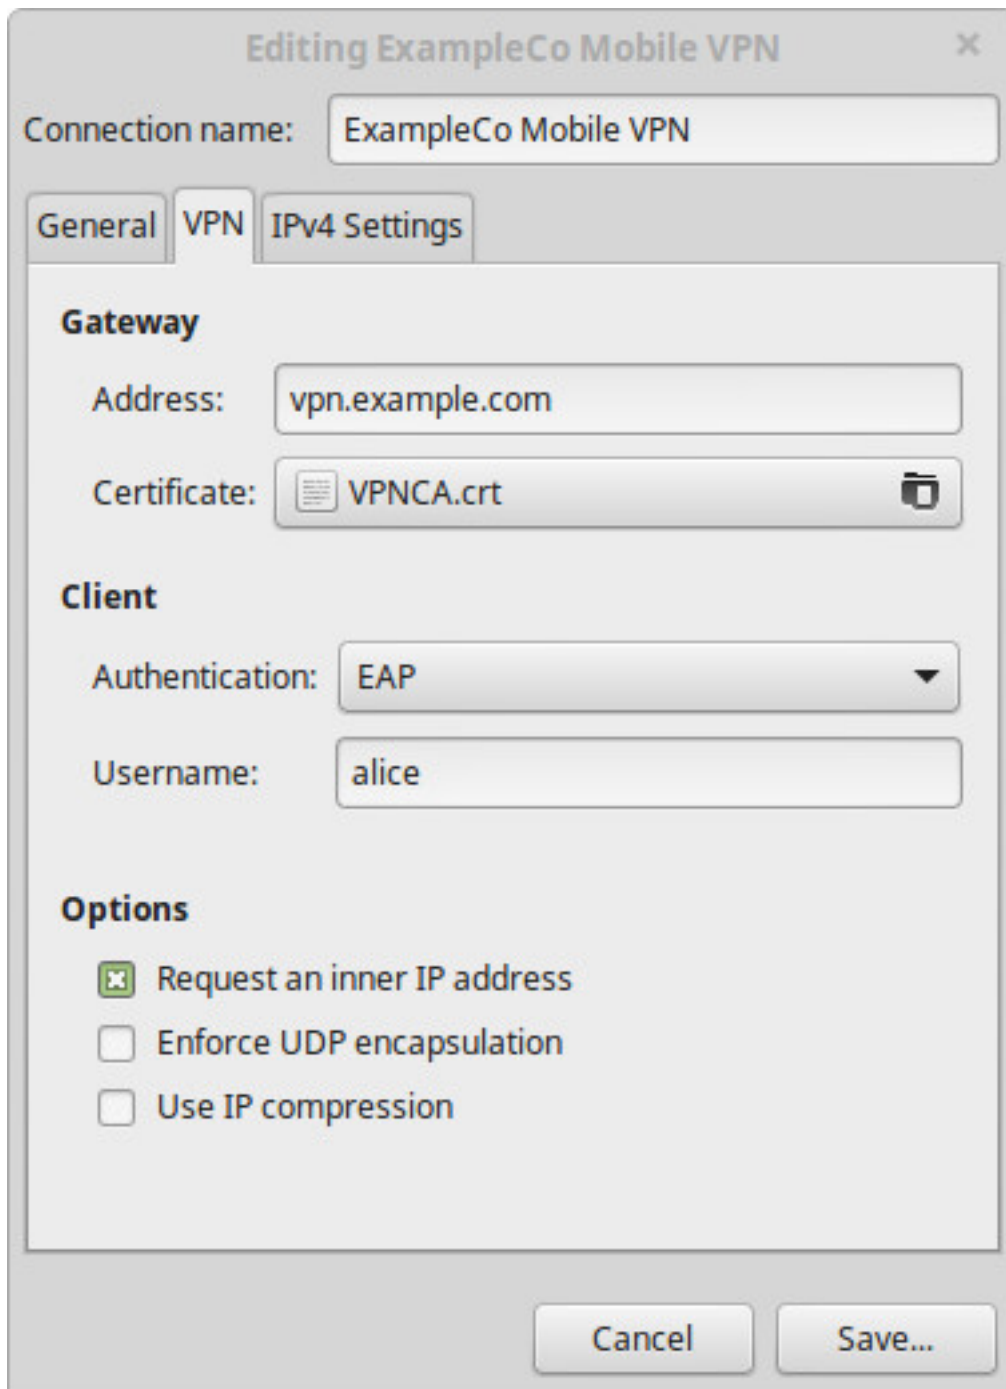 Editing ExampleCo Mobile VPN
Connection name: ExampleCo Mobile VPN
General VPN IPv4 Settings
Gateway
Address: vpn.example.com
Certificate: VPNCA.crt
Client
Authentication: EAP
Username: alice
Options
Request an inner IP address
Enforce UDP encapsulation
Use IP compression
Cancel Save...